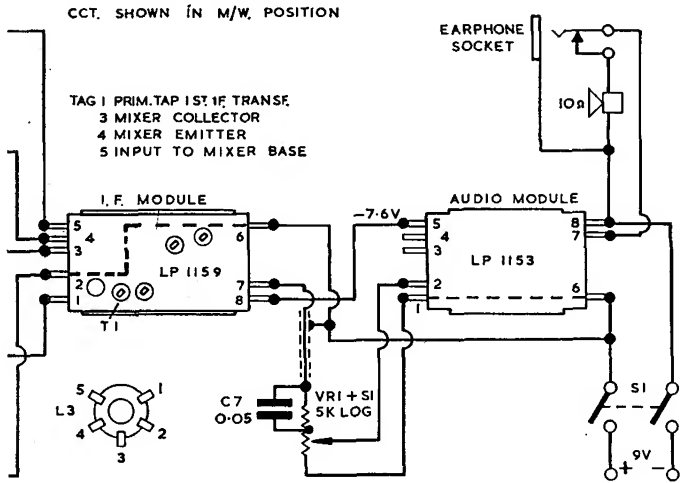 CCT. SHOWN IN M/W. POSITION
EARPHONE
SOCKET
TAG 1 PRIM. TAP 1ST. IF TRANSF.
3 MIXER COLLECTOR
4 MIXER EMITTER
5 INPUT TO MIXER BASE
10Ω
I.F. MODULE
AUDIO MODULE
-7·6V
5
4
3
2
1
6
7
8
LP 1159
T1
5
4
3
2
1
8
7
6
LP 1153
L3
5
1
4
2
3
C7
0·05
VR1 + S1
5K LOG
S1
+ 9V -